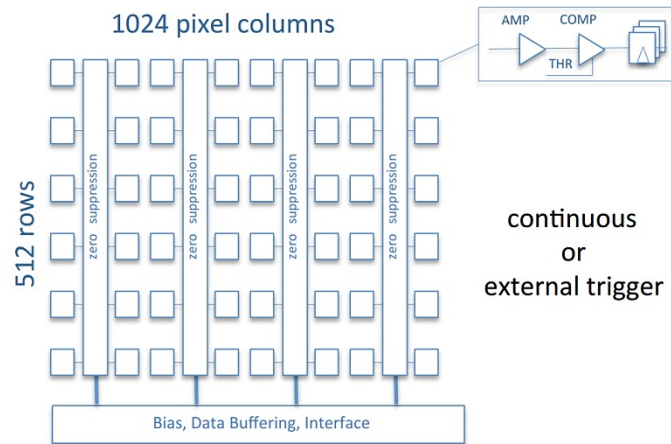 1024 pixel columns
AMP COMP
THR
512 rows
zero suppression
zero suppression
zero suppression
zero suppression
continuous
or
external trigger
Bias, Data Buffering, Interface